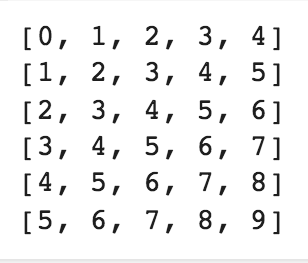 [0, 1, 2, 3, 4]
[1, 2, 3, 4, 5]
[2, 3, 4, 5, 6]
[3, 4, 5, 6, 7]
[4, 5, 6, 7, 8]
[5, 6, 7, 8, 9]